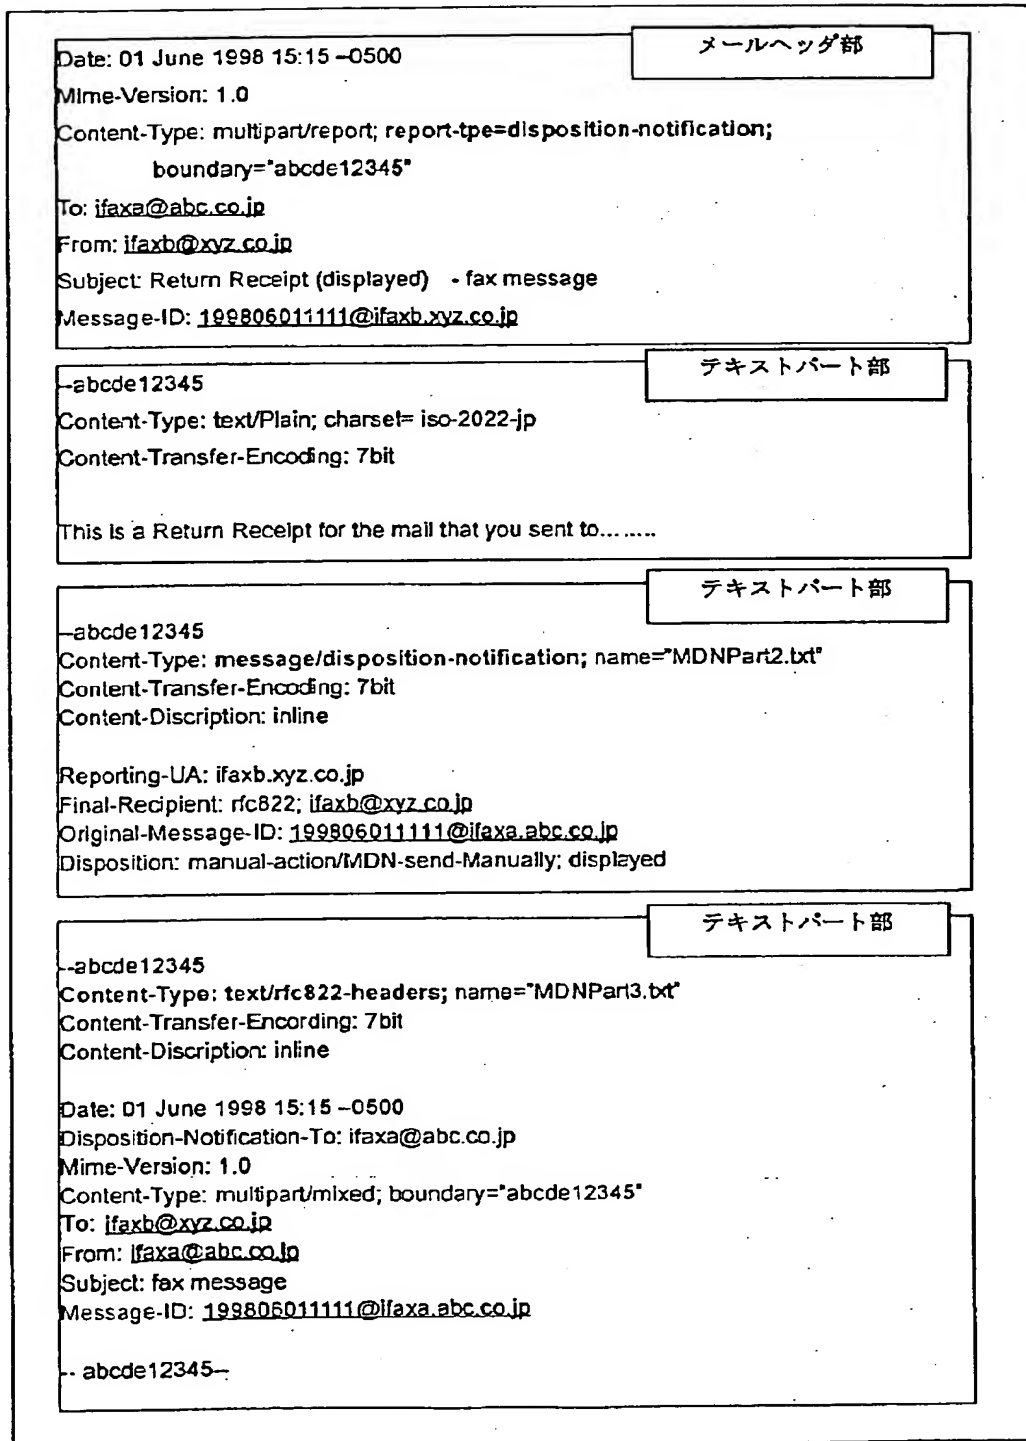 メールヘッダ部
Date: 01 June 1998 15:15 –0500
Mime-Version: 1.0
Content-Type: multipart/report; report-tpe=disposition-notification;
boundary="abcde12345"
To: ifaxa@abc.co.jp
From: ifaxb@xyz.co.jp
Subject: Return Receipt (displayed) - fax message
Message-ID: 199806011111@ifaxb.xyz.co.jp
テキストパート部
--abcde12345
Content-Type: text/Plain; charset= iso-2022-jp
Content-Transfer-Encoding: 7bit
This is a Return Receipt for the mail that you sent to.........
テキストパート部
--abcde12345
Content-Type: message/disposition-notification; name="MDNPart2.txt"
Content-Transfer-Encoding: 7bit
Content-Discription: inline
Reporting-UA: ifaxb.xyz.co.jp
Final-Recipient: rfc822; ifaxb@xyz.co.jp
Original-Message-ID: 199806011111@ifaxa.abc.co.jp
Disposition: manual-action/MDN-send-Manually; displayed
テキストパート部
--abcde12345
Content-Type: text/rfc822-headers; name="MDNPart3.txt"
Content-Transfer-Encording: 7bit
Content-Discription: inline
Date: 01 June 1998 15:15 –0500
Disposition-Notification-To: ifaxa@abc.co.jp
Mime-Version: 1.0
Content-Type: multipart/mixed; boundary="abcde12345"
To: ifaxb@xyz.co.jp
From: ifaxa@abc.co.jp
Subject: fax message
Message-ID: 199806011111@ifaxa.abc.co.jp
-- abcde12345--